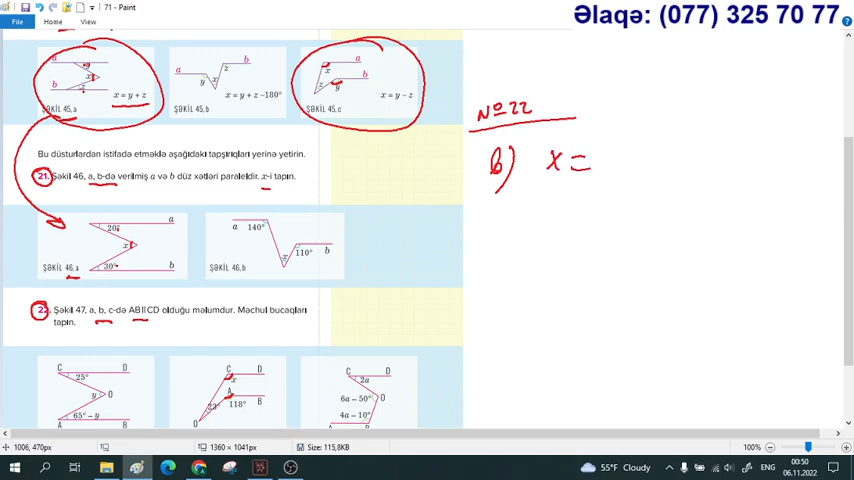 71 - Paint
Əlaqə: (077) 325 70 77
File
Home
View
a
y
x
b
z
x = y + z
ŞƏKİL 45,a
a
b
y
x
z
x = y + z –180°
ŞƏKİL 45,b
a
x
b
z
y
x = y – z
ŞƏKİL 45,c
№22
b) x =
Bu düsturlardan istifadə etməklə aşağıdakı tapşırıqları yerinə yetirin.
21. Şəkil 46, a, b-də verilmiş a və b düz xətləri paraleldir. x-i tapın.
a
20°
x
30°
b
ŞƏKİL 46,a
a
140°
x
110°
b
ŞƏKİL 46,b
22. Şəkil 47, a, b, c-də AB||CD olduğu məlumdur. Məchul bucaqları
tapın.
C
D
25°
y
O
65° – y
A
B
C
D
x
A
22°
118°
B
O
C
D
2a
6a – 50°
O
4a – 10°
A
B
1006, 470px
1360 × 1041px
Size: 115,8KB
100%
55°F Cloudy
ENG
00:50
06.11.2022